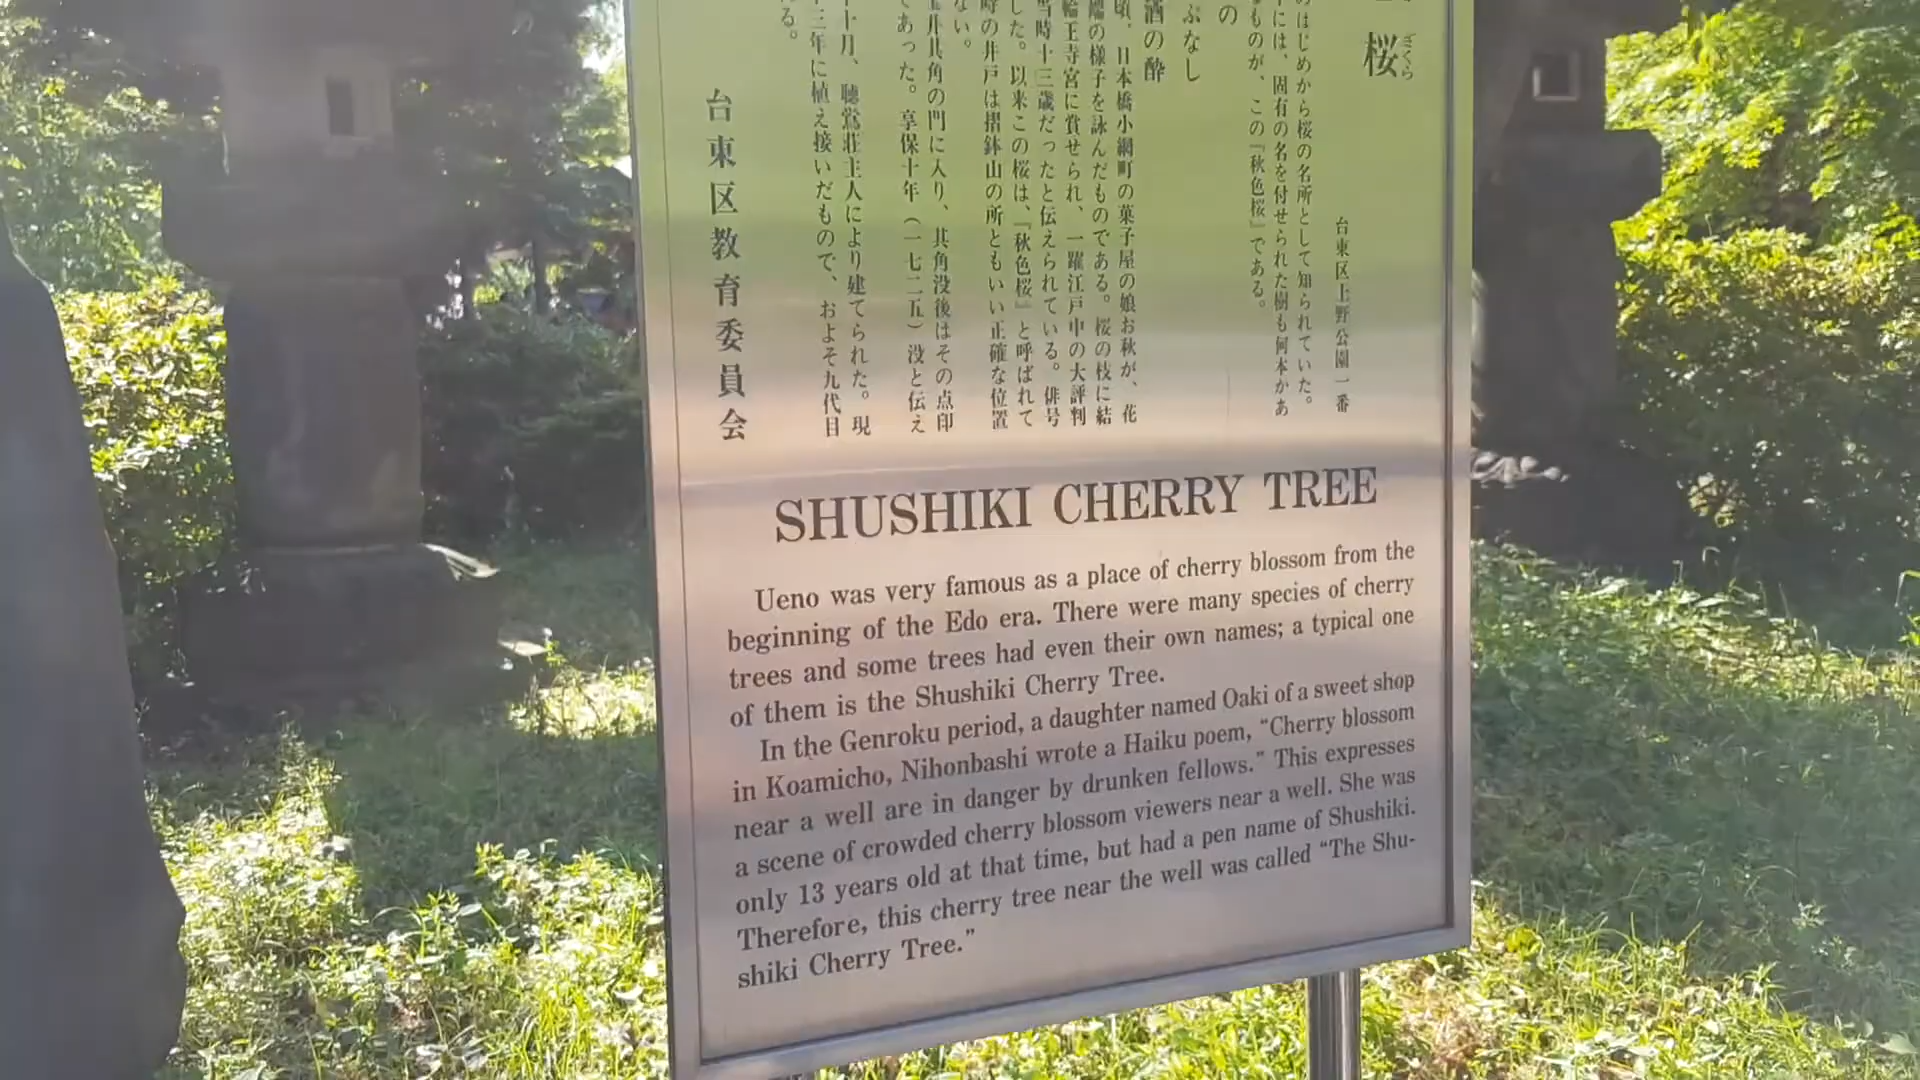 桜
ざくら
台東区上野公園一番
のはじめから桜の名所として知られていた。
には、固有の名を付せられた樹も何本かあ
ものが、この『秋色桜』である。
の
ぶなし
酒の酔
頃、日本橋小網町の菓子屋の娘お秋が、花
の様子を詠んだものである。桜の枝に結
輪王寺宮に賞せられ、一躍江戸中の大評判
当時十三歳だったと伝えられている。俳号
した。以来この桜は、『秋色桜』と呼ばれて
時の井戸は摺鉢山の所ともいい正確な位置
ない。
井其角の門に入り、其角没後はその点印
であった。享保十年(一七二五)没と伝え
十月、聴鴬荘主人により建てられた。現
十三年に植え接いだもので、およそ九代目
る。
台東区教育委員会
SHUSHIKI CHERRY TREE
Ueno was very famous as a place of cherry blossom from the
beginning of the Edo era. There were many species of cherry
trees and some trees had even their own names; a typical one
of them is the Shushiki Cherry Tree.
In the Genroku period, a daughter named Oaki of a sweet shop
in Koamicho, Nihonbashi wrote a Haiku poem, “Cherry blossom
near a well are in danger by drunken fellows.” This expresses
a scene of crowded cherry blossom viewers near a well. She was
only 13 years old at that time, but had a pen name of Shushiki.
Therefore, this cherry tree near the well was called “The Shu-
shiki Cherry Tree.”